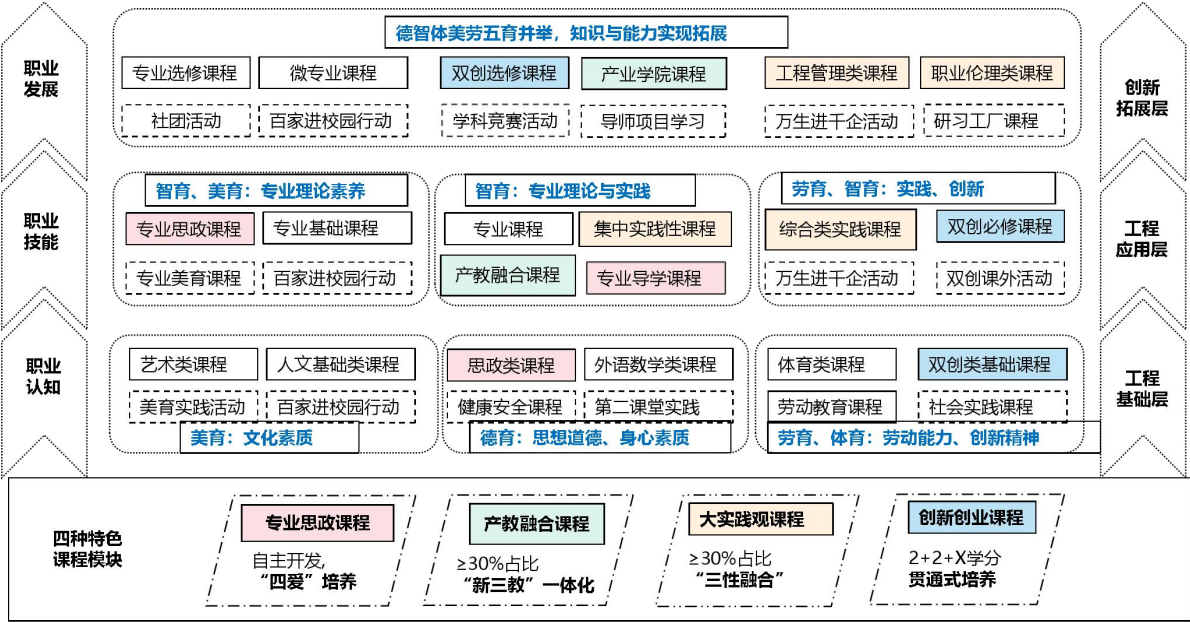 德智体美劳五育并举，知识与能力实现拓展
职业
发展
专业选修课程
微专业课程
双创选修课程
产业学院课程
工程管理类课程
职业伦理类课程
创新
拓展层
社团活动
百家进校园行动
学科竞赛活动
导师项目学习
万生进千企活动
研习工厂课程
智育、美育：专业理论素养
智育：专业理论与实践
劳育、智育：实践、创新
职业
技能
专业思政课程
专业基础课程
专业课程
集中实践性课程
综合类实践课程
双创必修课程
工程
应用层
专业美育课程
百家进校园行动
产教融合课程
专业导学课程
万生进千企活动
双创课外活动
职业
认知
艺术类课程
人文基础类课程
思政类课程
外语数学类课程
体育类课程
双创类基础课程
工程
基础层
美育实践活动
百家进校园行动
健康安全课程
第二课堂实践
劳动教育课程
社会实践课程
美育：文化素质
德育：思想道德、身心素质
劳育、体育：劳动能力、创新精神
四种特色
课程模块
专业思政课程
自主开发,
“四爱”培养
产教融合课程
≥30%占比
“新三教”一体化
大实践观课程
≥30%占比
“三性融合”
创新创业课程
2+2+X学分
贯通式培养